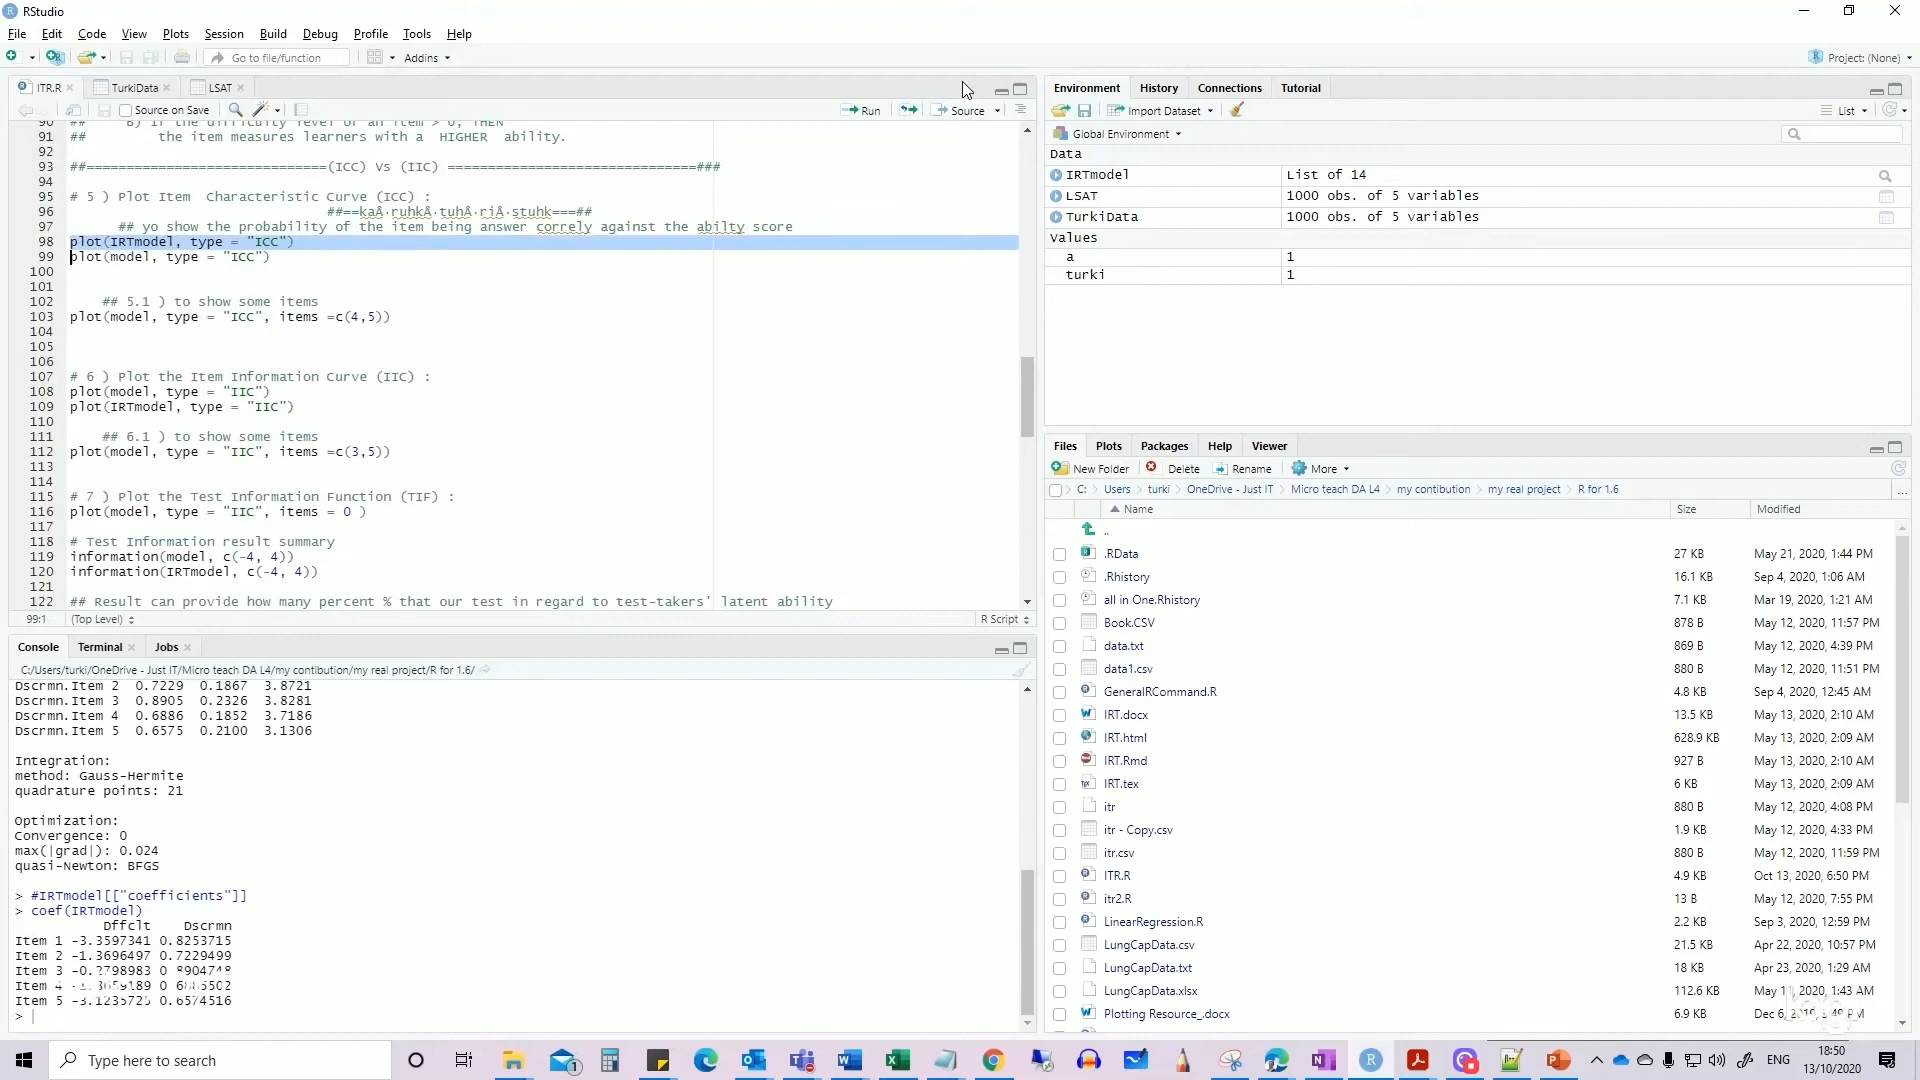 RStudio
File Edit Code View Plots Session Build Debug Profile Tools Help
Go to file/function Addins Project: (None)
ITR.R TurkiData LSAT
Source on Save Run Source
90 ## B) If the difficulty level of an item > 0, THEN
91 ## the item measures learners with a HIGHER ability.
92
93 ##==============================(ICC) Vs (IIC) ===============================###
94
95 # 5 ) Plot Item Characteristic Curve (ICC) :
96 ##==kaÂ·ruhkÂ·tuhÂ·riÂ·stuhk===##
97 ## yo show the probability of the item being answer correly against the abilty score
98 plot(IRTmodel, type = "ICC")
99 plot(model, type = "ICC")
100
101
102 ## 5.1 ) to show some items
103 plot(model, type = "ICC", items =c(4,5))
104
105
106
107 # 6 ) Plot the Item Information Curve (IIC) :
108 plot(model, type = "IIC")
109 plot(IRTmodel, type = "IIC")
110
111 ## 6.1 ) to show some items
112 plot(model, type = "IIC", items =c(3,5))
113
114
115 # 7 ) Plot the Test Information Function (TIF) :
116 plot(model, type = "IIC", items = 0 )
117
118 # Test Information result summary
119 information(model, c(-4, 4))
120 information(IRTmodel, c(-4, 4))
121
122 ## Result can provide how many percent % that our test in regard to test-takers' latent ability
99:1 (Top Level) R Script
Console Terminal Jobs
C:/Users/turki/OneDrive - Just IT/Micro teach DA L4/my contibution/my real project/R for 1.6/
Dscrmn.Item 2 0.7229 0.1867 3.8721
Dscrmn.Item 3 0.8905 0.2326 3.8281
Dscrmn.Item 4 0.6886 0.1852 3.7186
Dscrmn.Item 5 0.6575 0.2100 3.1306
Integration:
method: Gauss-Hermite
quadrature points: 21
Optimization:
Convergence: 0
max(|grad|): 0.024
quasi-Newton: BFGS
> #IRTmodel[["coefficients"]]
> coef(IRTmodel)
Dffclt Dscrmn
Item 1 -3.3597341 0.8253715
Item 2 -1.3696497 0.7229499
Item 3 -0.2798983 0.8904748
Item 4
Item 5 -3.1235725 0.6574516
>
Environment History Connections Tutorial
Import Dataset List
Global Environment
Data
IRTmodel List of 14
LSAT 1000 obs. of 5 variables
TurkiData 1000 obs. of 5 variables
Values
a 1
turki 1
Files Plots Packages Help Viewer
New Folder Delete Rename More
C: Users turki OneDrive - Just IT Micro teach DA L4 my contibution my real project R for 1.6 ...
Name Size Modified
..
.RData 27 KB May 21, 2020, 1:44 PM
.Rhistory 16.1 KB Sep 4, 2020, 1:06 AM
all in One.Rhistory 7.1 KB Mar 19, 2020, 1:21 AM
Book.CSV 878 B May 12, 2020, 11:57 PM
data.txt 869 B May 12, 2020, 4:39 PM
data1.csv 880 B May 12, 2020, 11:51 PM
GeneralRCommand.R 4.8 KB Sep 4, 2020, 12:45 AM
IRT.docx 13.5 KB May 13, 2020, 2:10 AM
IRT.html 628.9 KB May 13, 2020, 2:09 AM
IRT.Rmd 927 B May 13, 2020, 2:10 AM
IRT.tex 6 KB May 13, 2020, 2:09 AM
itr 880 B May 12, 2020, 4:08 PM
itr - Copy.csv 1.9 KB May 12, 2020, 4:33 PM
itr.csv 880 B May 12, 2020, 11:59 PM
ITR.R 4.9 KB Oct 13, 2020, 6:50 PM
itr2.R 13 B May 12, 2020, 7:55 PM
LinearRegression.R 2.2 KB Sep 3, 2020, 12:59 PM
LungCapData.csv 21.5 KB Apr 22, 2020, 10:57 PM
LungCapData.txt 18 KB Apr 23, 2020, 1:29 AM
LungCapData.xlsx 112.6 KB May 2020, 1:43 AM
Plotting Resource_.docx 6.9 KB Dec PM
Type here to search ENG 18:50
13/10/2020